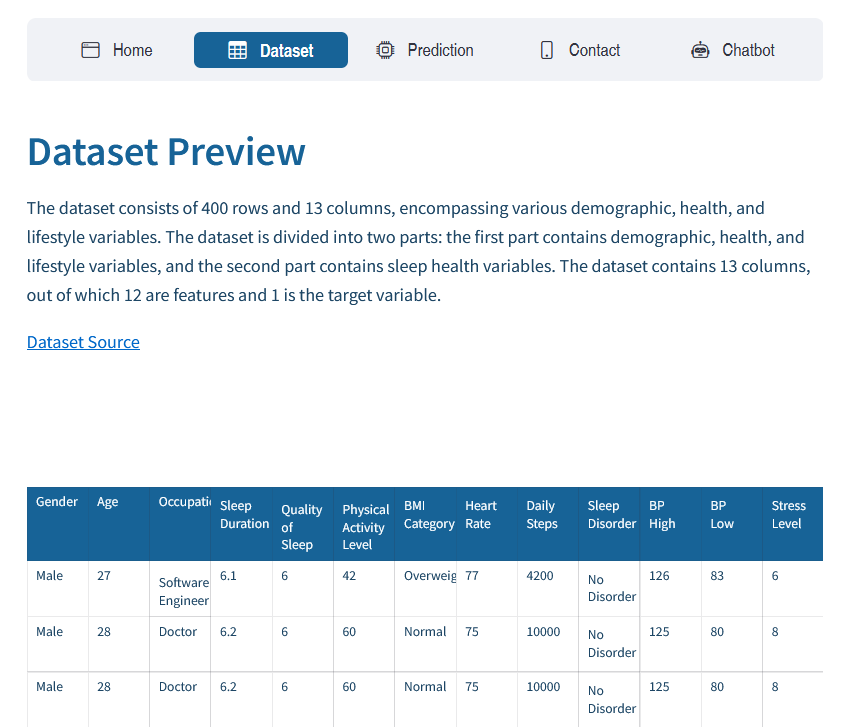 Home Dataset Prediction Contact Chatbot
Dataset Preview
The dataset consists of 400 rows and 13 columns, encompassing various demographic, health, and
lifestyle variables. The dataset is divided into two parts: the first part contains demographic, health, and
lifestyle variables, and the second part contains sleep health variables. The dataset contains 13 columns,
out of which 12 are features and 1 is the target variable.
Dataset Source
Gender Age Occupati Sleep Duration Quality of Sleep Physical Activity Level BMI Category Heart Rate Daily Steps Sleep Disorder BP High BP Low Stress Level
Male 27 Software Engineer 6.1 6 42 Overweig 77 4200 No Disorder 126 83 6
Male 28 Doctor 6.2 6 60 Normal 75 10000 No Disorder 125 80 8
Male 28 Doctor 6.2 6 60 Normal 75 10000 No Disorder 125 80 8